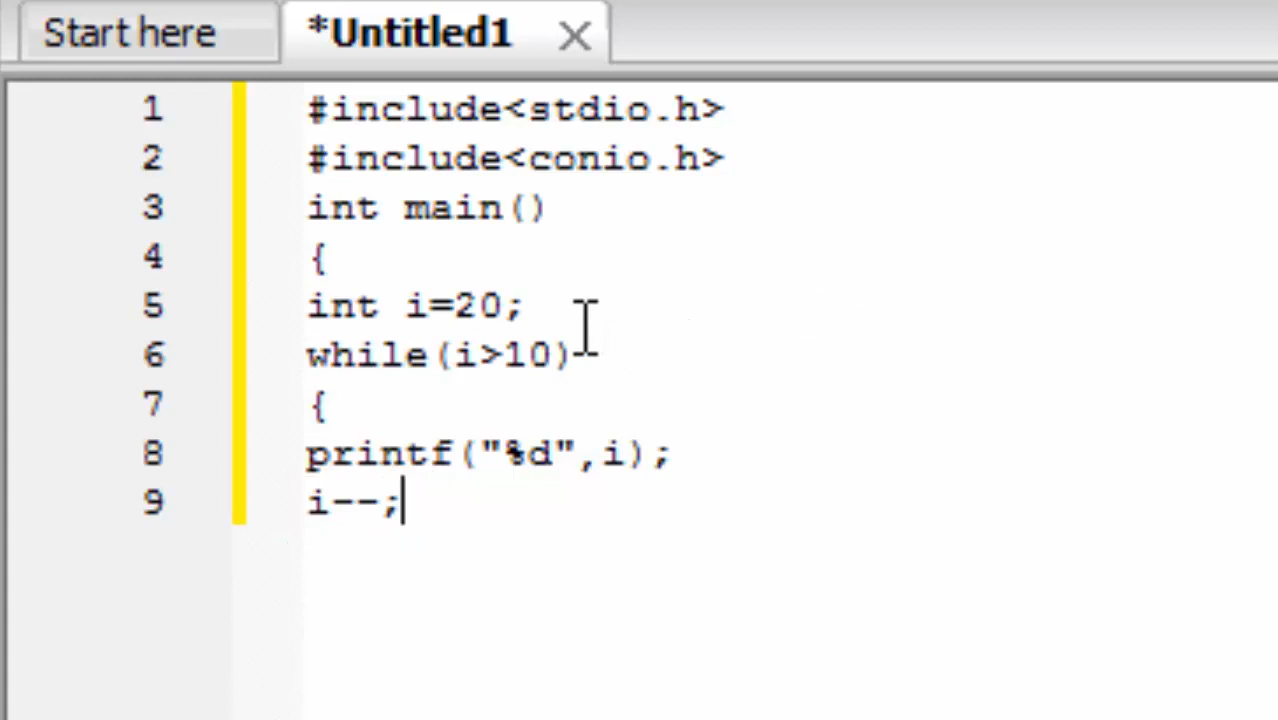 Start here
*Untitled1
1 #include<stdio.h>
2 #include<conio.h>
3 int main()
4 {
5 int i=20;
6 while(i>10)
7 {
8 printf("%d",i);
9 i--;